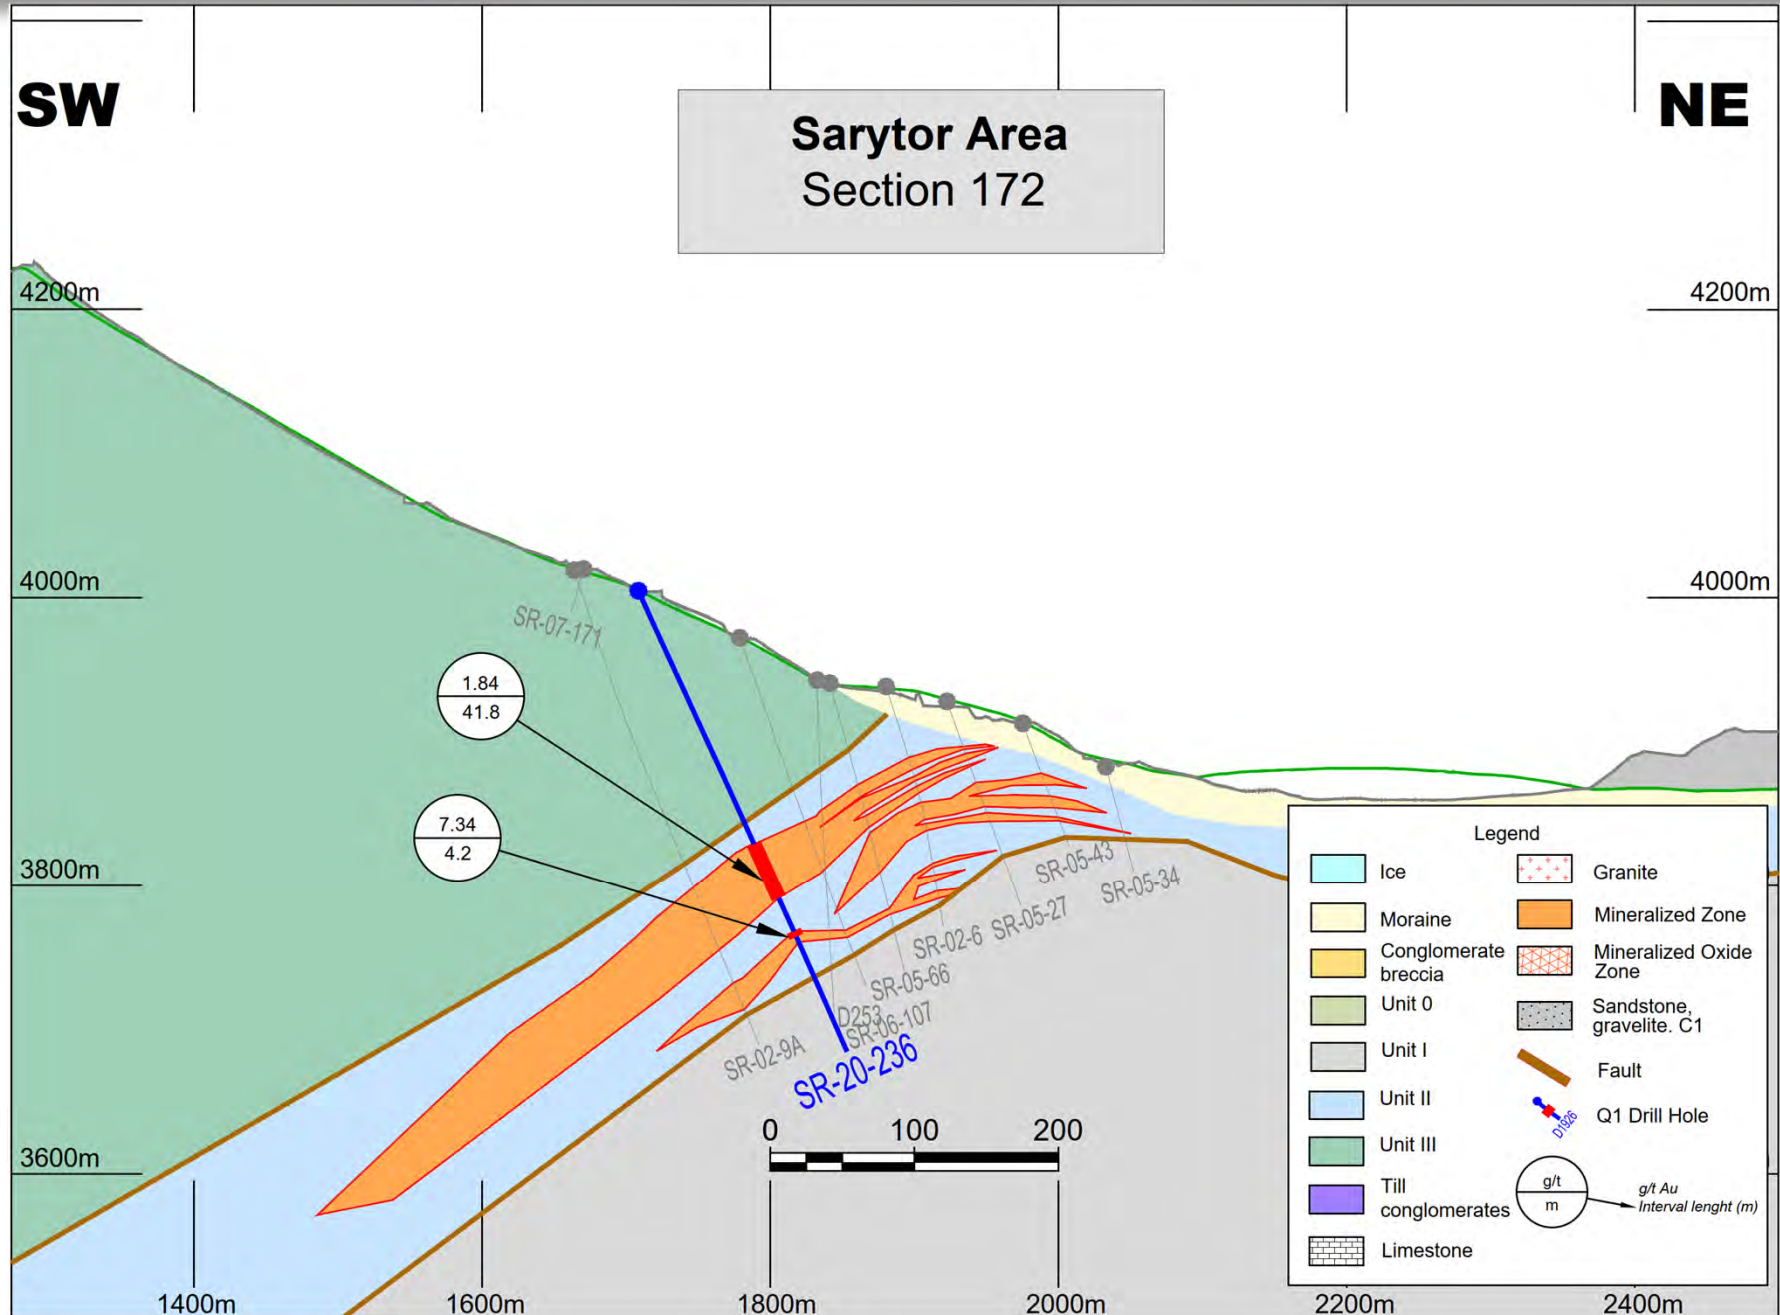 SW
NE
Sarytor Area
Section 172
4200m
4200m
4000m
4000m
SR-07-171
1.84
41.8
7.34
4.2
3800m
SR-05-43
SR-05-34
SR-05-27
SR-02-6
SR-05-66
D253
SR-06-107
SR-02-9A
SR-20-236
0 100 200
3600m
1400m
1600m
1800m
2000m
2200m
2400m
Legend
Ice
Moraine
Conglomerate
breccia
Unit 0
Unit I
Unit II
Unit III
Till
conglomerates
Limestone
Granite
Mineralized Zone
Mineralized Oxide
Zone
Sandstone,
gravelite. C1
Fault
D1926
Q1 Drill Hole
g/t
m
g/t Au
Interval lenght (m)